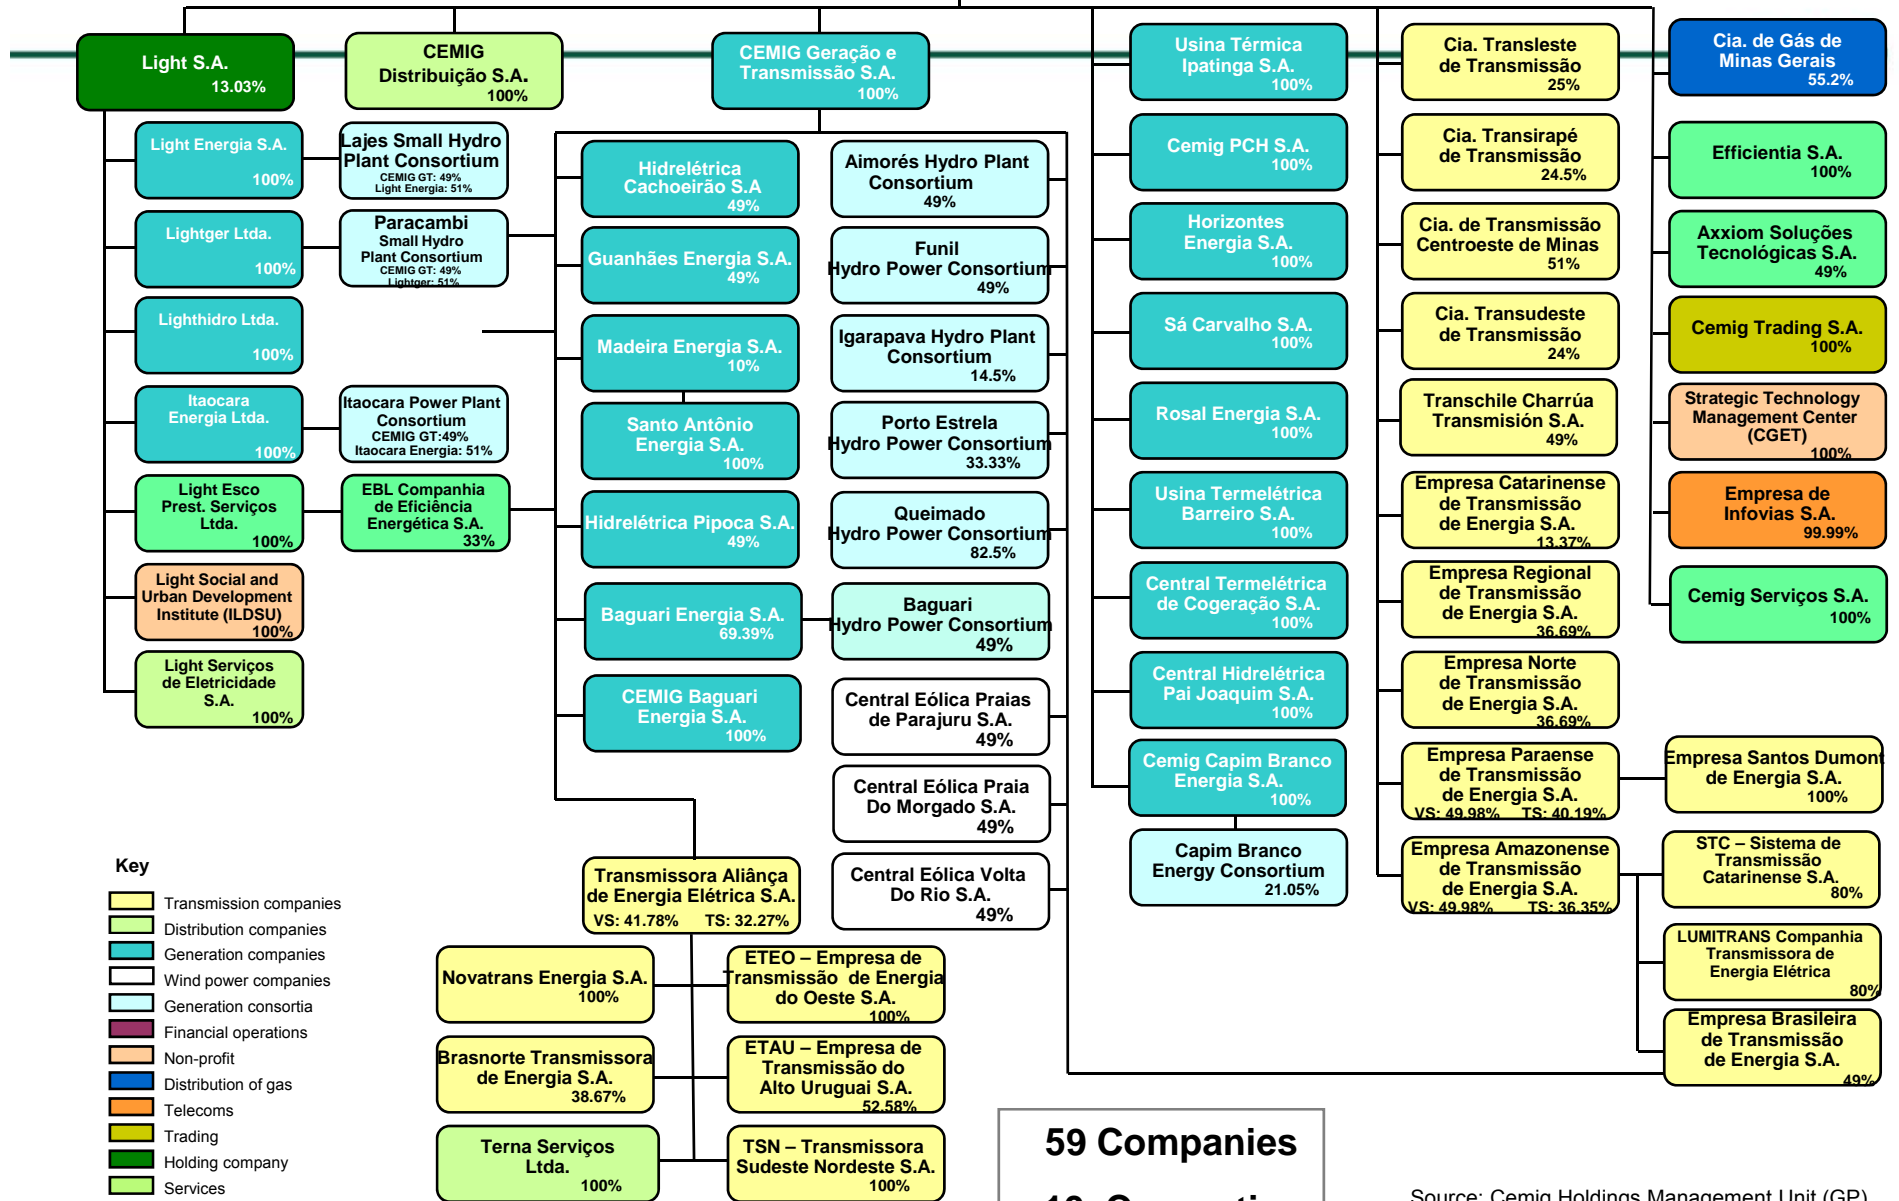 Light S.A.
13.03%
CEMIG
Distribuição S.A.
100%
CEMIG Geração e
Transmissão S.A.
100%
Usina Térmica
Ipatinga S.A.
100%
Cia. Transleste
de Transmissão
25%
Cia. de Gás de
Minas Gerais
55.2%
Light Energia S.A.
100%
Lajes Small Hydro
Plant Consortium
CEMIG GT: 49%
Light Energia: 51%
Lightger Ltda.
100%
Paracambi
Small Hydro
Plant Consortium
CEMIG GT: 49%
Lightger: 51%
Lighthidro Ltda.
100%
Itaocara
Energia Ltda.
100%
Itaocara Power Plant
Consortium
CEMIG GT:49%
Itaocara Energia: 51%
Light Esco
Prest. Serviços
Ltda.
100%
EBL Companhia
de Eficiência
Energética S.A.
33%
Light Social and
Urban Development
Institute (ILDSU)
100%
Light Serviços
de Eletricidade
S.A.
100%
Hidrelétrica
Cachoeirão S.A
49%
Guanhães Energia S.A.
49%
Madeira Energia S.A.
10%
Santo Antônio
Energia S.A.
100%
Hidrelétrica Pipoca S.A.
49%
Baguari Energia S.A.
69.39%
CEMIG Baguari
Energia S.A.
100%
Aimorés Hydro Plant
Consortium
49%
Funil
Hydro Power Consortium
49%
Igarapava Hydro Plant
Consortium
14.5%
Porto Estrela
Hydro Power Consortium
33.33%
Queimado
Hydro Power Consortium
82.5%
Baguari
Hydro Power Consortium
49%
Central Eólica Praias
de Parajuru S.A.
49%
Central Eólica Praia
Do Morgado S.A.
49%
Central Eólica Volta
Do Rio S.A.
49%
Cemig PCH S.A.
100%
Horizontes
Energia S.A.
100%
Sá Carvalho S.A.
100%
Rosal Energia S.A.
100%
Usina Termelétrica
Barreiro S.A.
100%
Central Termelétrica
de Cogeração S.A.
100%
Central Hidrelétrica
Pai Joaquim S.A.
100%
Cemig Capim Branco
Energia S.A.
100%
Capim Branco
Energy Consortium
21.05%
Cia. Transirapé
de Transmissão
24.5%
Cia. de Transmissão
Centroeste de Minas
51%
Cia. Transudeste
de Transmissão
24%
Transchile Charrúa
Transmisión S.A.
49%
Empresa Catarinense
de Transmissão
de Energia S.A.
13.37%
Empresa Regional
de Transmissão
de Energia S.A.
36.69%
Empresa Norte
de Transmissão
de Energia S.A.
36.69%
Empresa Paraense
de Transmissão
de Energia S.A.
VS: 49.98% TS: 40.19%
Empresa Amazonense
de Transmissão
de Energia S.A.
VS: 49.98% TS: 36.35%
Efficientia S.A.
100%
Axxiom Soluções
Tecnológicas S.A.
49%
Cemig Trading S.A.
100%
Strategic Technology
Management Center
(CGET)
100%
Empresa de
Infovias S.A.
99.99%
Cemig Serviços S.A.
100%
Empresa Santos Dumont
de Energia S.A.
100%
STC – Sistema de
Transmissão
Catarinense S.A.
80%
LUMITRANS Companhia
Transmissora de
Energia Elétrica
80%
Empresa Brasileira
de Transmissão
de Energia S.A.
49%
Transmissora Aliânça
de Energia Elétrica S.A.
VS: 41.78% TS: 32.27%
Novatrans Energia S.A.
100%
ETEO – Empresa de
Transmissão de Energia
do Oeste S.A.
100%
Brasnorte Transmissora
de Energia S.A.
38.67%
ETAU – Empresa de
Transmissão do
Alto Uruguai S.A.
52.58%
Terna Serviços
Ltda.
100%
TSN – Transmissora
Sudeste Nordeste S.A.
100%
Key
Transmission companies
Distribution companies
Generation companies
Wind power companies
Generation consortia
Financial operations
Non-profit
Distribution of gas
Telecoms
Trading
Holding company
Services
59 Companies
Source: Cemig Holdings Management Unit (GP)